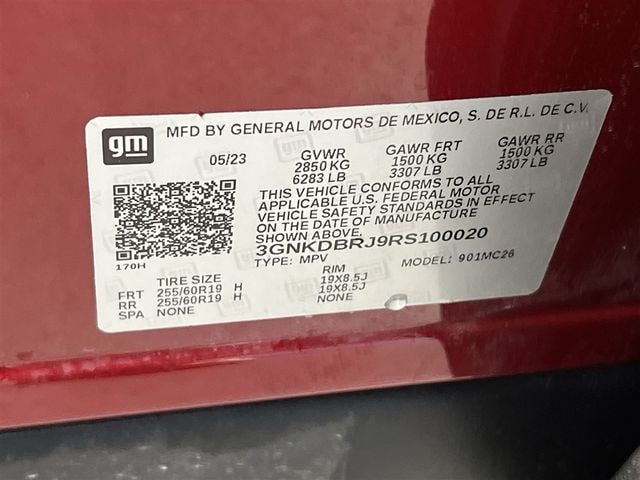 gm
MFD BY GENERAL MOTORS DE MEXICO, S. DE R.L. DE C.V.
05/23 GVWR GAWR FRT GAWR RR
2850 KG 1500 KG 1500 KG
6283 LB 3307 LB 3307 LB
THIS VEHICLE CONFORMS TO ALL
APPLICABLE U.S. FEDERAL MOTOR
VEHICLE SAFETY STANDARDS IN EFFECT
ON THE DATE OF MANUFACTURE
SHOWN ABOVE.
3GNKDBRJ9RS100020
170H TYPE: MPV MODEL: 901MC26
TIRE SIZE RIM
FRT 255/60R19 H 19X8.5J
RR 255/60R19 H 19X8.5J
SPA NONE NONE